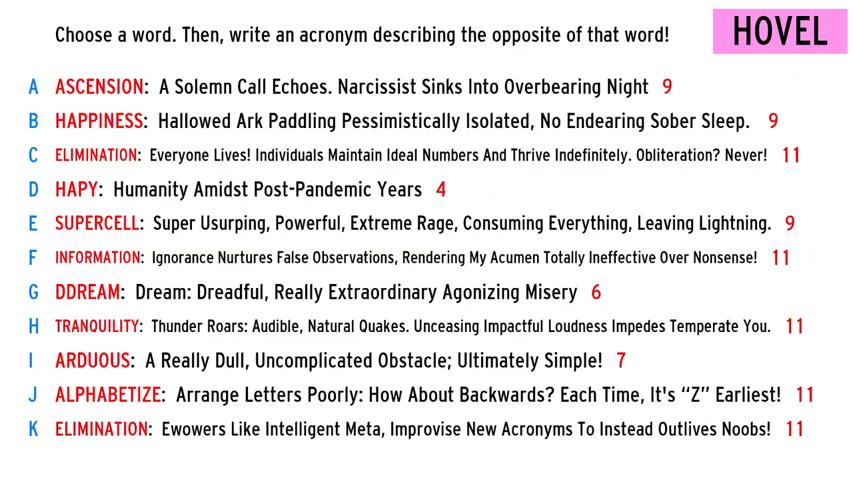 Choose a word. Then, write an acronym describing the opposite of that word!
HOVEL
A ASCENSION: A Solemn Call Echoes. Narcissist Sinks Into Overbearing Night 9
B HAPPINESS: Hallowed Ark Paddling Pessimistically Isolated, No Endearing Sober Sleep. 9
C ELIMINATION: Everyone Lives! Individuals Maintain Ideal Numbers And Thrive Indefinitely. Obliteration? Never! 11
D HAPY: Humanity Amidst Post-Pandemic Years 4
E SUPERCELL: Super Usurping, Powerful, Extreme Rage, Consuming Everything, Leaving Lightning. 9
F INFORMATION: Ignorance Nurtures False Observations, Rendering My Acumen Totally Ineffective Over Nonsense! 11
G DDREAM: Dream: Dreadful, Really Extraordinary Agonizing Misery 6
H TRANQUILITY: Thunder Roars: Audible, Natural Quakes. Unceasing Impactful Loudness Impedes Temperate You. 11
I ARDUOUS: A Really Dull, Uncomplicated Obstacle; Ultimately Simple! 7
J ALPHABETIZE: Arrange Letters Poorly: How About Backwards? Each Time, It's “Z” Earliest! 11
K ELIMINATION: Ewowers Like Intelligent Meta, Improvise New Acronyms To Instead Outlives Noobs! 11